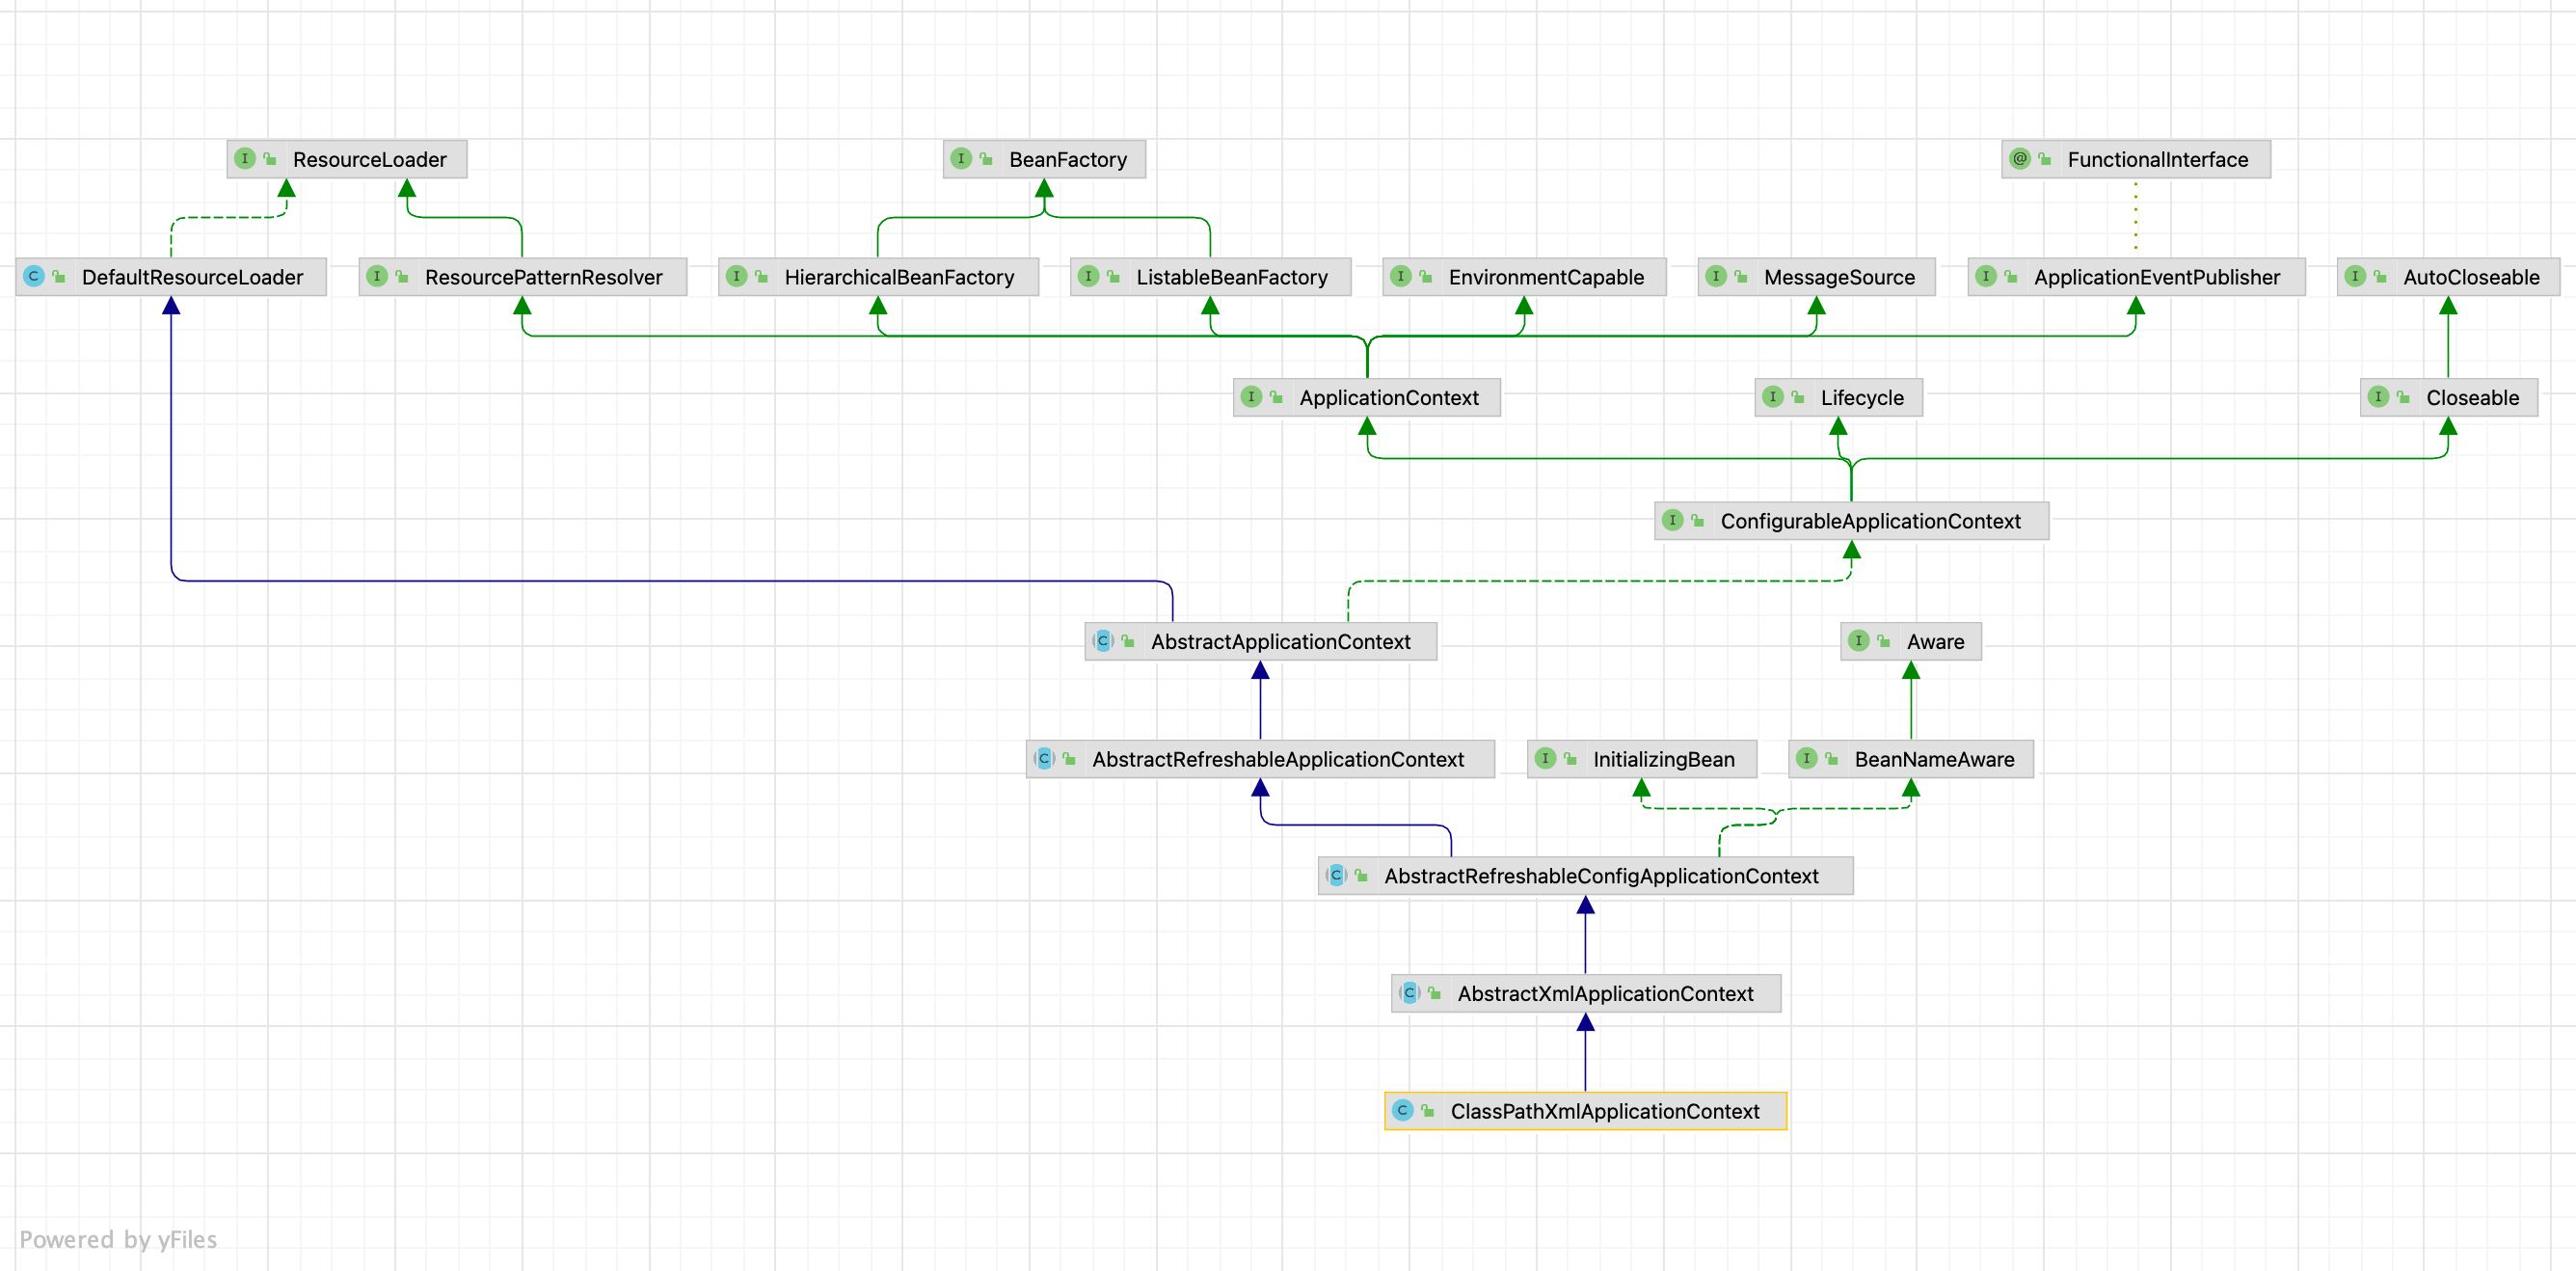 ResourceLoader
BeanFactory
FunctionalInterface
DefaultResourceLoader
ResourcePatternResolver
HierarchicalBeanFactory
ListableBeanFactory
EnvironmentCapable
MessageSource
ApplicationEventPublisher
AutoCloseable
ApplicationContext
Lifecycle
Closeable
ConfigurableApplicationContext
AbstractApplicationContext
Aware
AbstractRefreshableApplicationContext
InitializingBean
BeanNameAware
AbstractRefreshableConfigApplicationContext
AbstractXmlApplicationContext
ClassPathXmlApplicationContext
Powered by yFiles